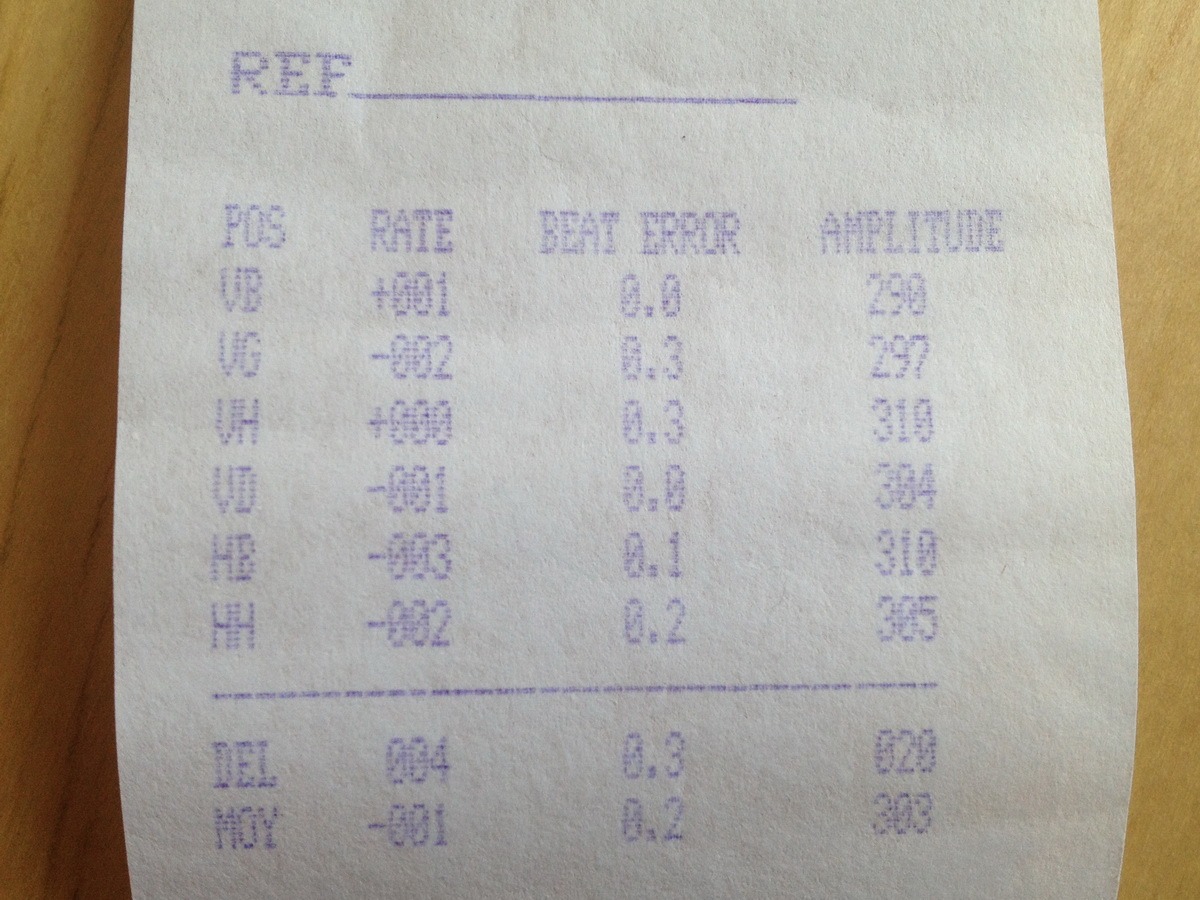 REF
POS RATE BEAT ERROR AMPLITUDE
VB +001 0.0 290
VG -002 0.3 297
VH +000 0.3 310
VD -001 0.0 304
HB -003 0.1 310
HH -002 0.2 305
DEL 004 0.3 020
MOY -001 0.2 303